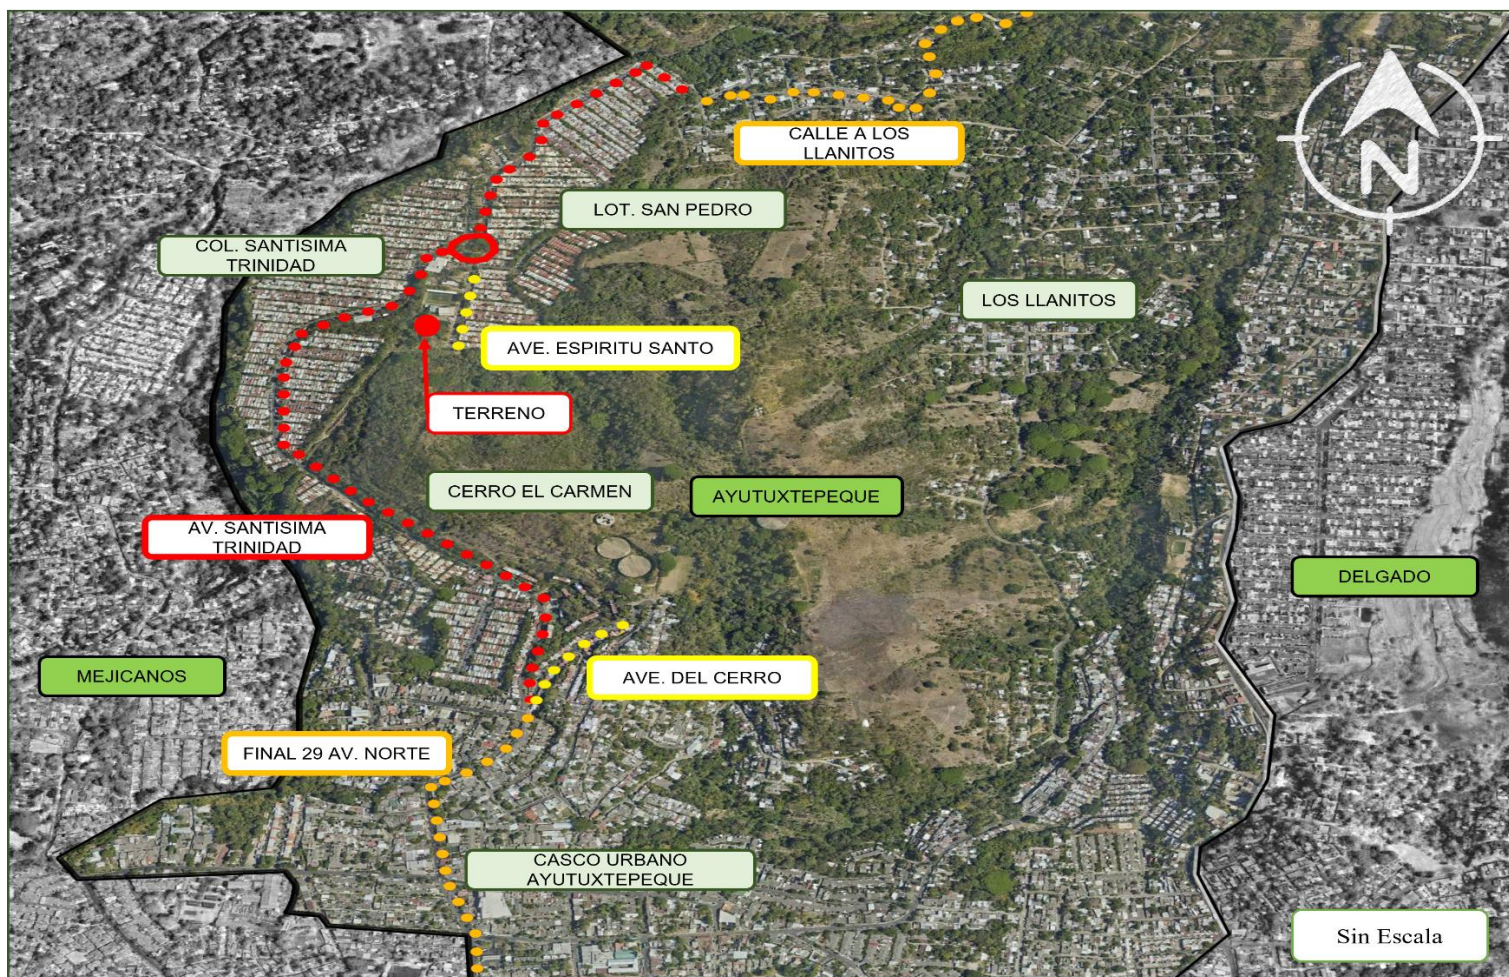 CALLE A LOS
LLANITOS
N
LOT. SAN PEDRO
COL. SANTISIMA
TRINIDAD
LOS LLANITOS
AVE. ESPIRITU SANTO
TERRENO
CERRO EL CARMEN
AYUTUXTEPEQUE
AV. SANTISIMA
TRINIDAD
DELGADO
MEJICANOS
AVE. DEL CERRO
FINAL 29 AV. NORTE
CASCO URBANO
AYUTUXTEPEQUE
Sin Escala